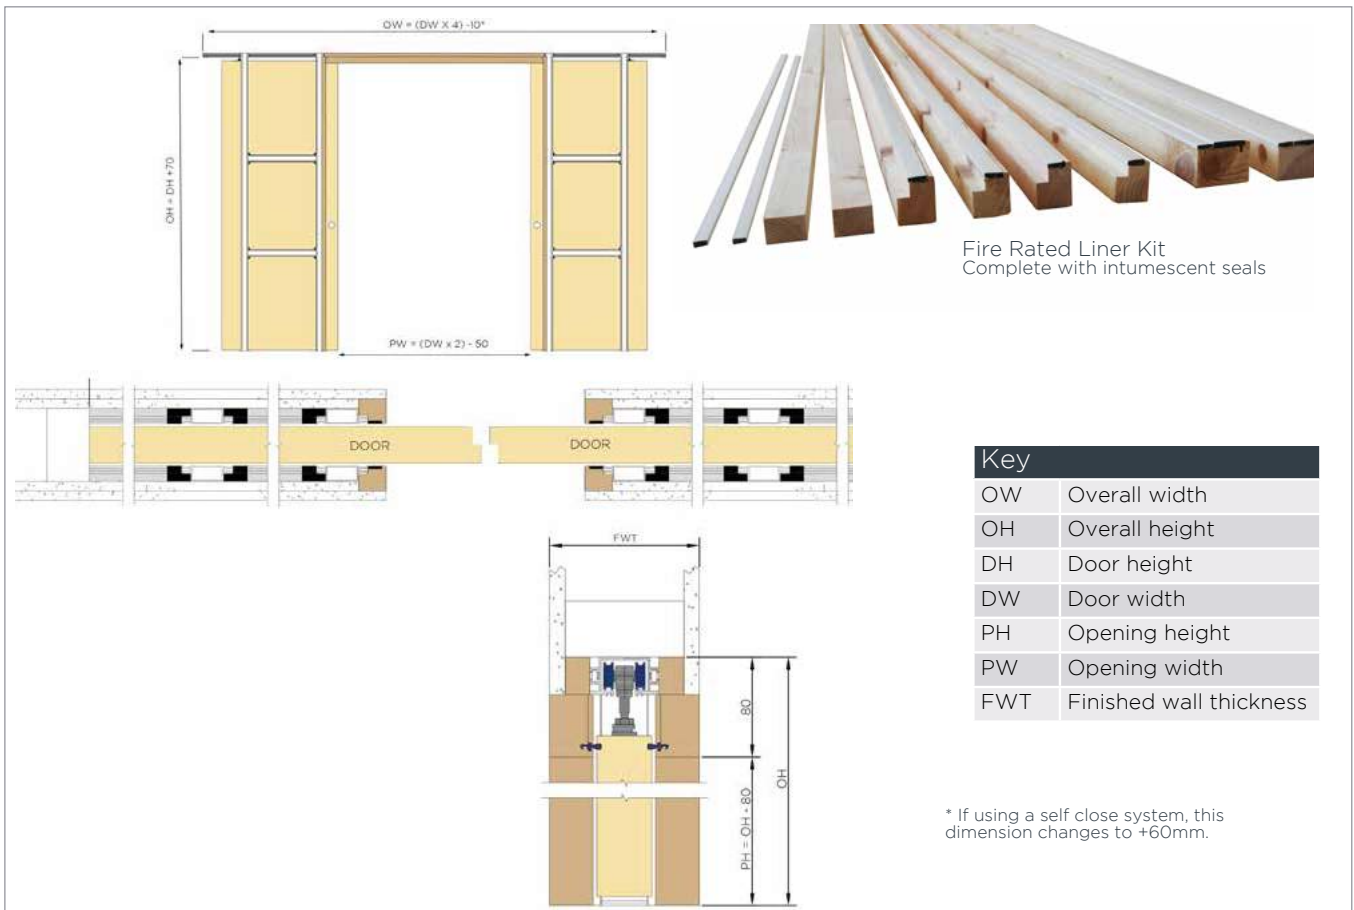 OW = (DW X 4) -10*
OH = DH +70
PW = (DW x 2) - 50
Fire Rated Liner Kit
Complete with intumescent seals
DOOR
DOOR
FWT
80
OH
PH = OH - 80
Key
OW Overall width
OH Overall height
DH Door height
DW Door width
PH Opening height
PW Opening width
FWT Finished wall thickness
* If using a self close system, this
dimension changes to +60mm.